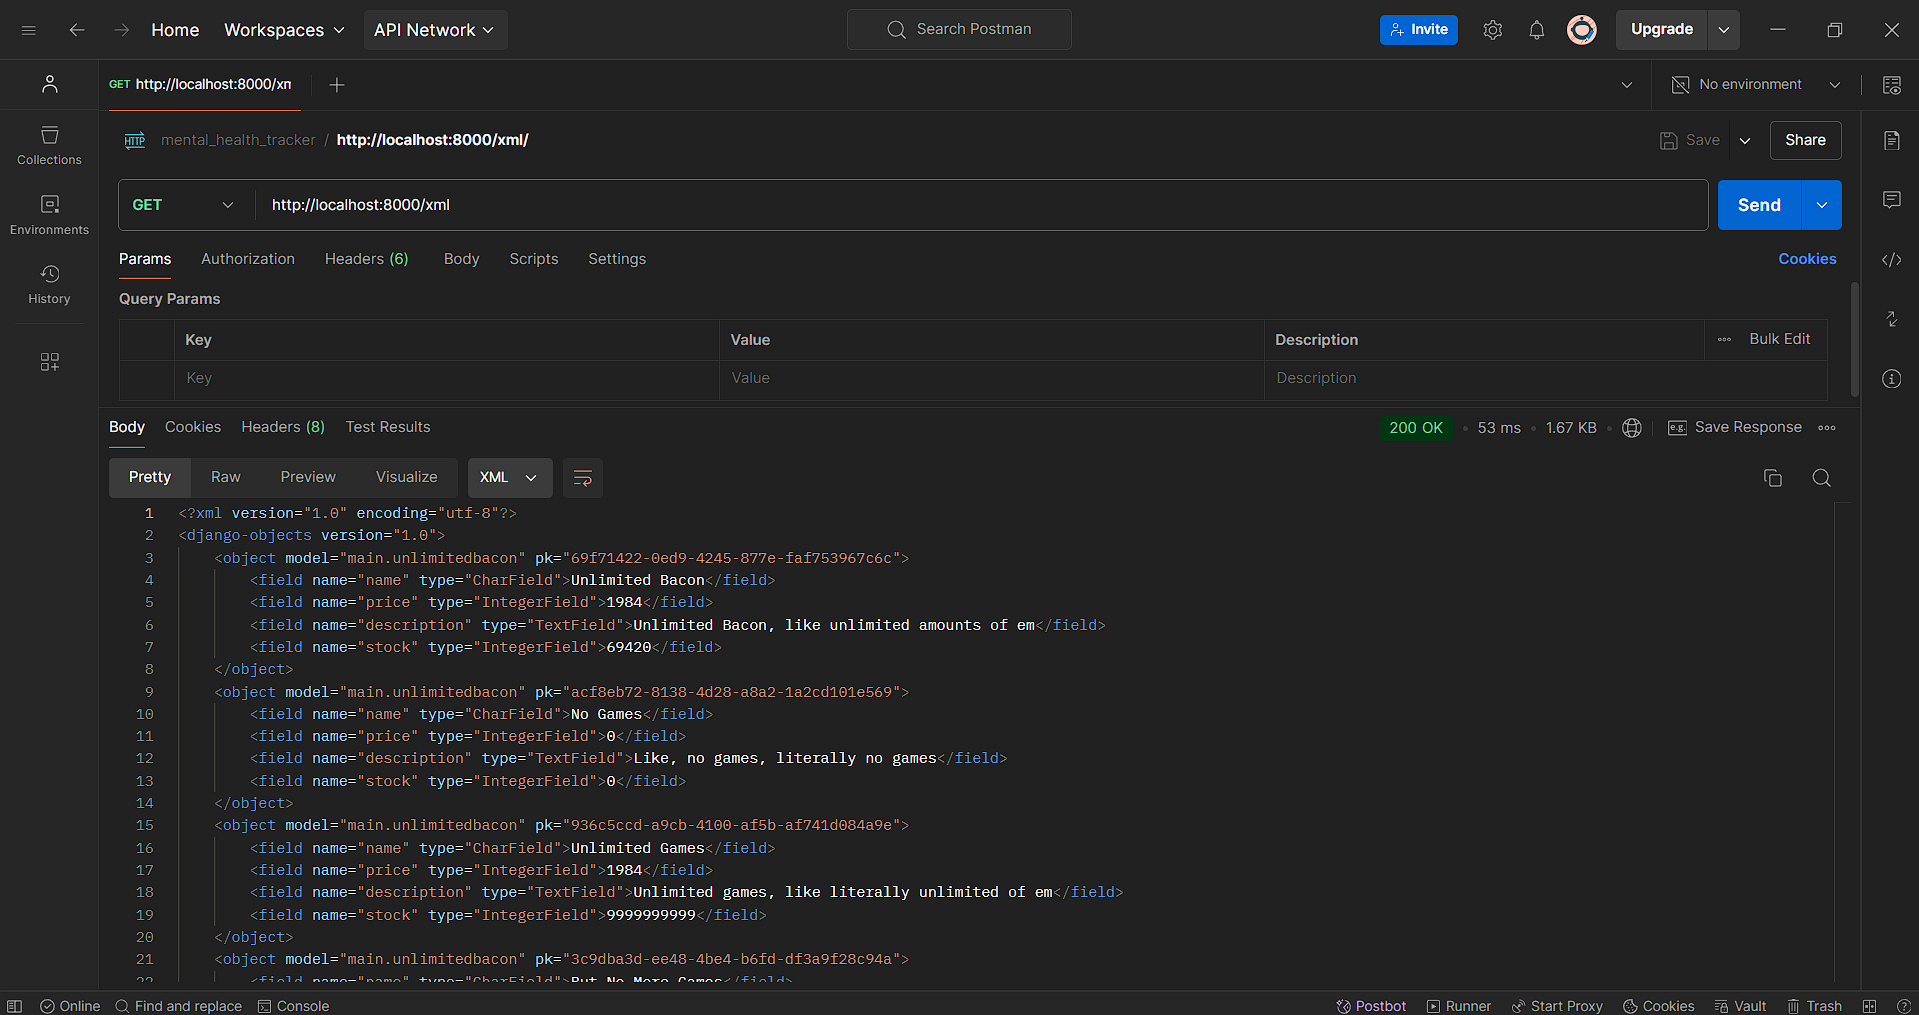 Home Workspaces API Network Search Postman Invite Upgrade
GET http://localhost:8000/xn No environment
HTTP mental_health_tracker / http://localhost:8000/xml/ Save Share
Collections
Environments
History
GET http://localhost:8000/xml Send
Params Authorization Headers (6) Body Scripts Settings Cookies
Query Params
Key Value Description Bulk Edit
Key Value Description
Body Cookies Headers (8) Test Results 200 OK 53 ms 1.67 KB e.g. Save Response
Pretty Raw Preview Visualize XML
1 <?xml version="1.0" encoding="utf-8"?>
2 <django-objects version="1.0">
3 <object model="main.unlimitedbacon" pk="69f71422-0ed9-4245-877e-faf753967c6c">
4 <field name="name" type="CharField">Unlimited Bacon</field>
5 <field name="price" type="IntegerField">1984</field>
6 <field name="description" type="TextField">Unlimited Bacon, like unlimited amounts of em</field>
7 <field name="stock" type="IntegerField">69420</field>
8 </object>
9 <object model="main.unlimitedbacon" pk="acf8eb72-8138-4d28-a8a2-1a2cd101e569">
10 <field name="name" type="CharField">No Games</field>
11 <field name="price" type="IntegerField">0</field>
12 <field name="description" type="TextField">Like, no games, literally no games</field>
13 <field name="stock" type="IntegerField">0</field>
14 </object>
15 <object model="main.unlimitedbacon" pk="936c5ccd-a9cb-4100-af5b-af741d084a9e">
16 <field name="name" type="CharField">Unlimited Games</field>
17 <field name="price" type="IntegerField">1984</field>
18 <field name="description" type="TextField">Unlimited games, like literally unlimited of em</field>
19 <field name="stock" type="IntegerField">9999999999</field>
20 </object>
21 <object model="main.unlimitedbacon" pk="3c9dba3d-ee48-4be4-b6fd-df3a9f28c94a">
22 <field name="name" type="CharField">But No More Games</field>
Online Find and replace Console Postbot Runner Start Proxy Cookies Vault Trash